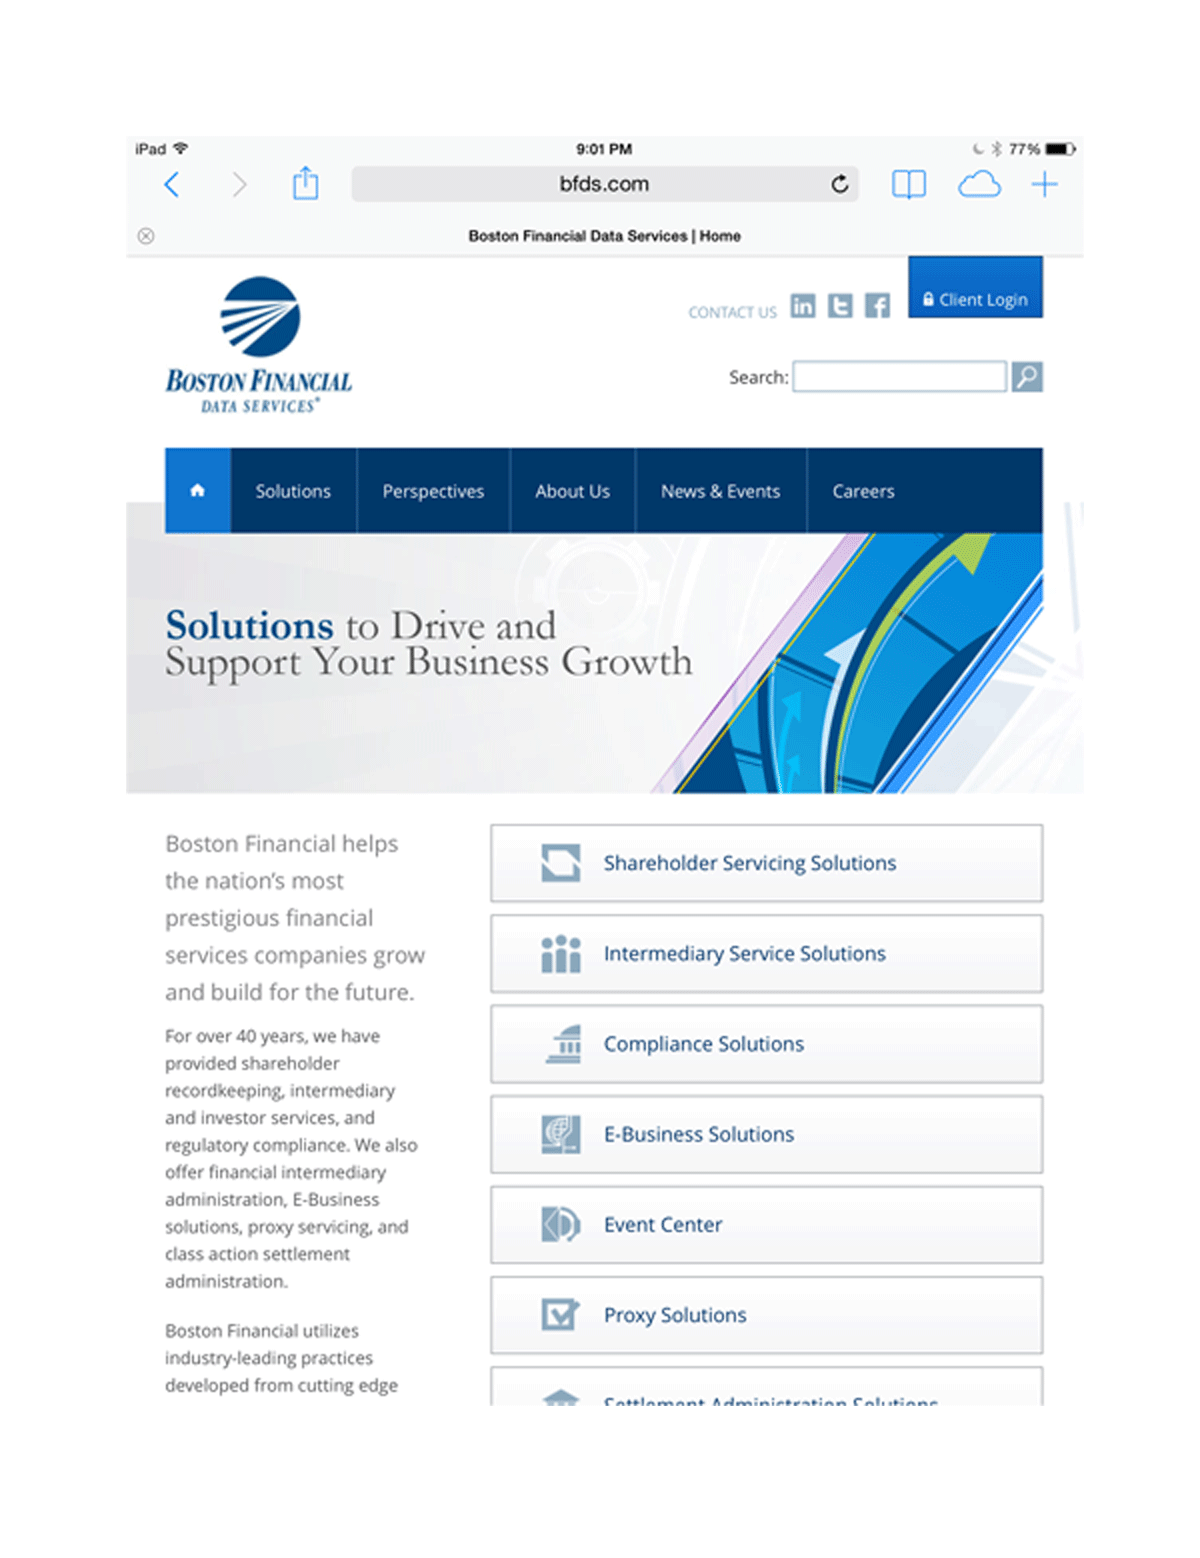 iPad 9:01 PM 77%
bfds.com
Boston Financial Data Services | Home
Client Login
CONTACT US in t f
BOSTON FINANCIAL
DATA SERVICES®
Search:
Solutions Perspectives About Us News & Events Careers
Solutions to Drive and
Support Your Business Growth
Boston Financial helps
the nation’s most
prestigious financial
services companies grow
and build for the future.
For over 40 years, we have
provided shareholder
recordkeeping, intermediary
and investor services, and
regulatory compliance. We also
offer financial intermediary
administration, E-Business
solutions, proxy servicing, and
class action settlement
administration.
Boston Financial utilizes
industry-leading practices
developed from cutting edge
Shareholder Servicing Solutions
Intermediary Service Solutions
Compliance Solutions
E-Business Solutions
Event Center
Proxy Solutions
Settlement Administration Solutions